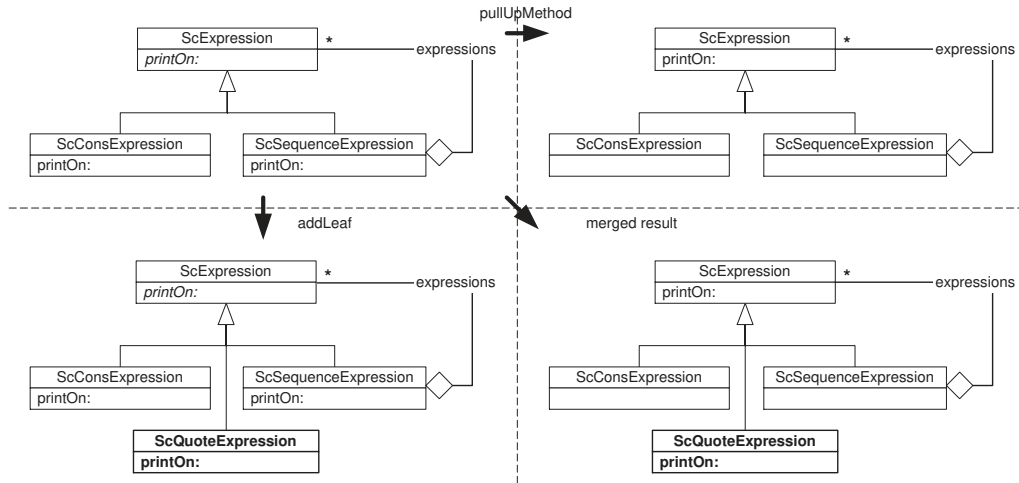 pullUpMethod
ScExpression
*
expressions
printOn:
ScConsExpression
printOn:
ScSequenceExpression
printOn:
ScExpression
*
expressions
printOn:
ScConsExpression
ScSequenceExpression
addLeaf
merged result
ScExpression
*
expressions
printOn:
ScConsExpression
printOn:
ScSequenceExpression
printOn:
ScQuoteExpression
printOn:
ScExpression
*
expressions
printOn:
ScConsExpression
ScSequenceExpression
ScQuoteExpression
printOn: